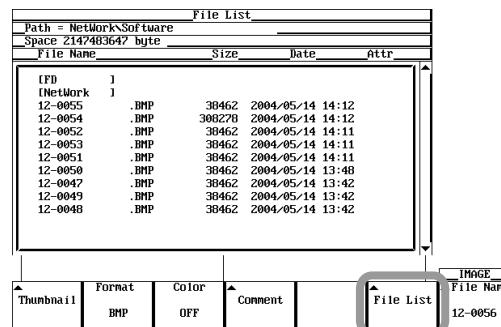 File List
Path = NetWork\Software
Space 2147483647 byte
File Name Size Date Attr
[FD ]
[NetWork ]
12-0055 .BMP 38462 2004/05/14 14:12
12-0054 .BMP 308278 2004/05/14 14:12
12-0052 .BMP 38462 2004/05/14 14:11
12-0053 .BMP 38462 2004/05/14 14:11
12-0051 .BMP 38462 2004/05/14 14:11
12-0050 .BMP 38462 2004/05/14 13:48
12-0047 .BMP 38462 2004/05/14 13:42
12-0049 .BMP 38462 2004/05/14 13:42
12-0048 .BMP 38462 2004/05/14 13:42
IMAGE
Thumbnail
Format
BMP
Color
OFF
Comment
File List
File Nam
12-0056